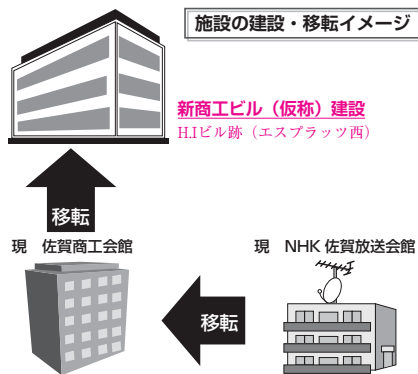 施設の建設・移転イメージ
新商工ビル（仮称）建設
H.Iビル跡（エスプラッツ西）
移転
現　佐賀商工会館
現　NHK 佐賀放送会館
移転